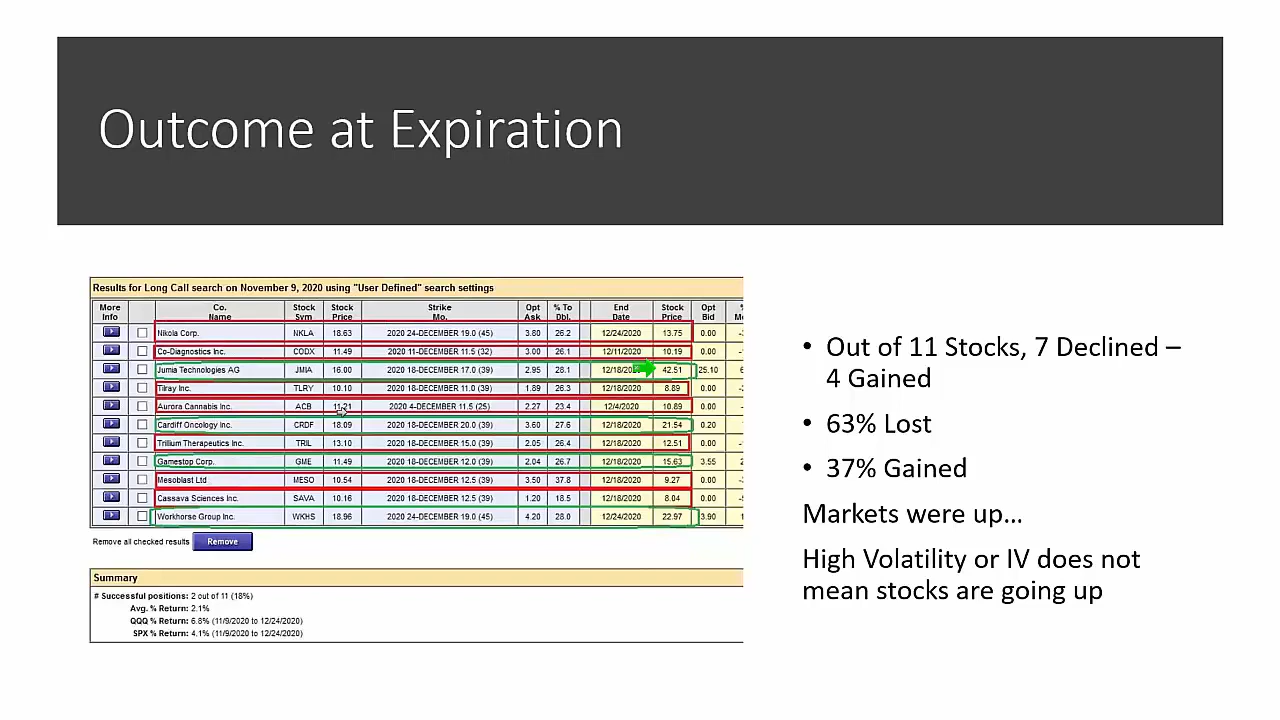 Outcome at Expiration
Results for Long Call search on November 9, 2020 using "User Defined" search settings
More Info Co. Name Stock Sym Stock Price Strike Mo. Opt Ask % To Dbl. End Date Stock Price Opt Bid
Nikola Corp. NKLA 18.63 2020 24-DECEMBER 19.0 (45) 3.80 26.2 12/24/2020 13.75 0.00
Co-Diagnostics Inc. CODX 11.49 2020 11-DECEMBER 11.5 (32) 3.00 26.1 12/11/2020 10.19 0.00
Jumia Technologies AG JMIA 16.00 2020 18-DECEMBER 17.0 (39) 2.95 28.1 42.51 25.10
Tilray Inc. TLRY 10.10 2020 18-DECEMBER 11.0 (39) 1.89 26.3 12/18/2020 8.89 0.00
Aurora Cannabis Inc. ACB 11.21 2020 4-DECEMBER 11.5 (25) 2.27 23.4 12/4/2020 10.89 0.00
Cardiff Oncology Inc. CRDF 18.09 2020 18-DECEMBER 20.0 (39) 3.60 27.6 12/18/2020 21.54 0.20
Trillium Therapeutics Inc. TRIL 13.10 2020 18-DECEMBER 15.0 (39) 2.05 26.4 12/18/2020 12.51 0.00
Gamestop Corp. GME 11.49 2020 18-DECEMBER 12.0 (39) 2.04 26.7 12/18/2020 15.63 3.55
Mesoblast Ltd MESO 10.54 2020 18-DECEMBER 12.5 (39) 3.50 37.8 12/18/2020 9.27 0.00
Cassava Sciences Inc. SAVA 10.16 2020 18-DECEMBER 12.5 (39) 1.20 18.5 12/18/2020 8.04 0.00
Workhorse Group Inc. WKHS 18.96 2020 24-DECEMBER 19.0 (45) 4.20 28.0 12/24/2020 22.97 3.90
Remove all checked results Remove
Summary
# Successful positions: 2 out of 11 (18%)
Avg. % Return: 2.1%
QQQ % Return: 6.8% (11/9/2020 to 12/24/2020)
SPX % Return: 4.1% (11/9/2020 to 12/24/2020)
• Out of 11 Stocks, 7 Declined –
4 Gained
• 63% Lost
• 37% Gained
Markets were up…
High Volatility or IV does not
mean stocks are going up